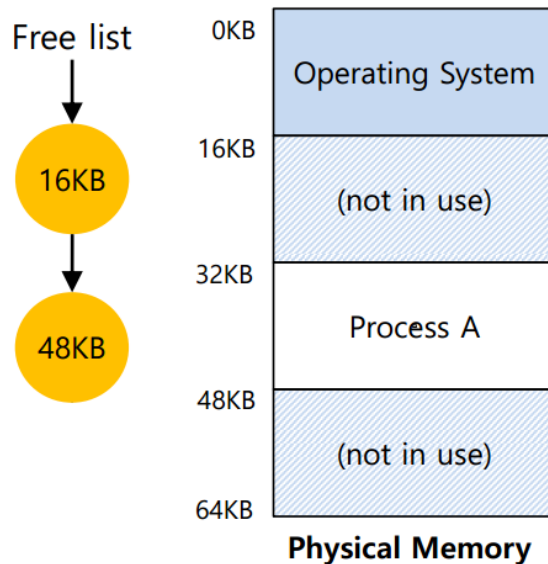 Free list
16KB
48KB
0KB
Operating System
16KB
(not in use)
32KB
Process A
48KB
(not in use)
64KB
Physical Memory